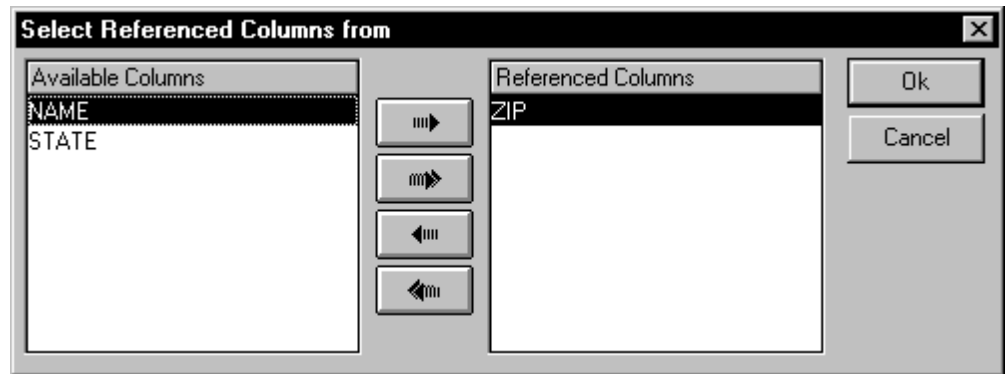 Select Referenced Columns from
Available Columns
NAME
STATE
Referenced Columns
ZIP
Ok
Cancel